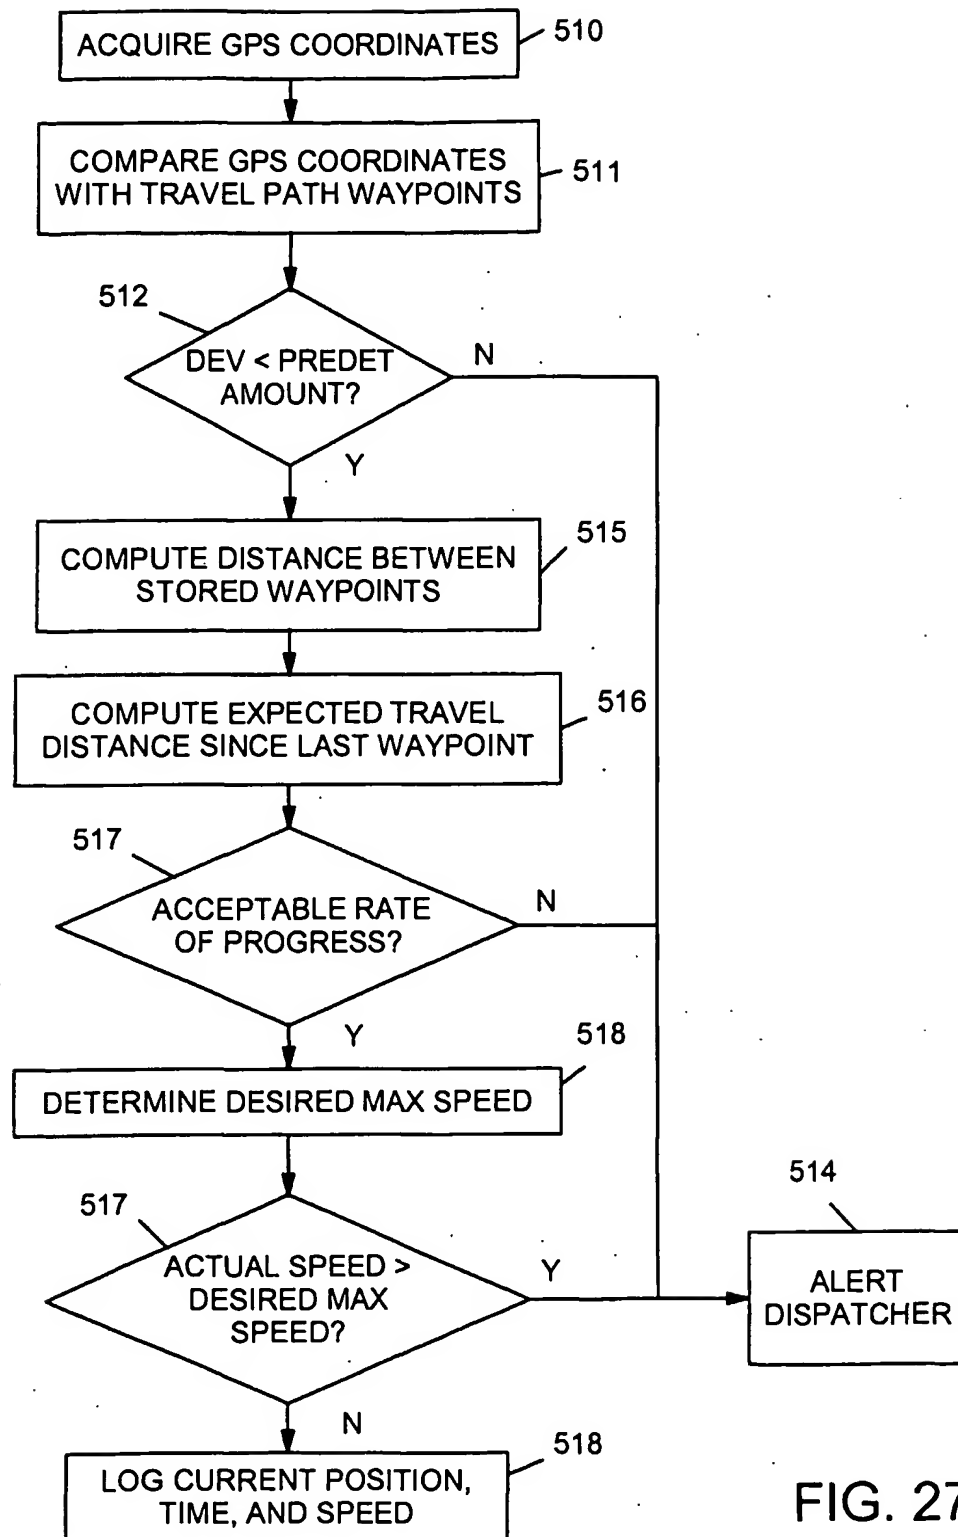 ACQUIRE GPS COORDINATES
510
COMPARE GPS COORDINATES
WITH TRAVEL PATH WAYPOINTS
511
512
DEV < PREDET
AMOUNT?
N
Y
COMPUTE DISTANCE BETWEEN
STORED WAYPOINTS
515
COMPUTE EXPECTED TRAVEL
DISTANCE SINCE LAST WAYPOINT
516
517
ACCEPTABLE RATE
OF PROGRESS?
N
Y
518
DETERMINE DESIRED MAX SPEED
517
ACTUAL SPEED >
DESIRED MAX
SPEED?
Y
514
ALERT
DISPATCHER
N
518
LOG CURRENT POSITION,
TIME, AND SPEED
FIG. 27